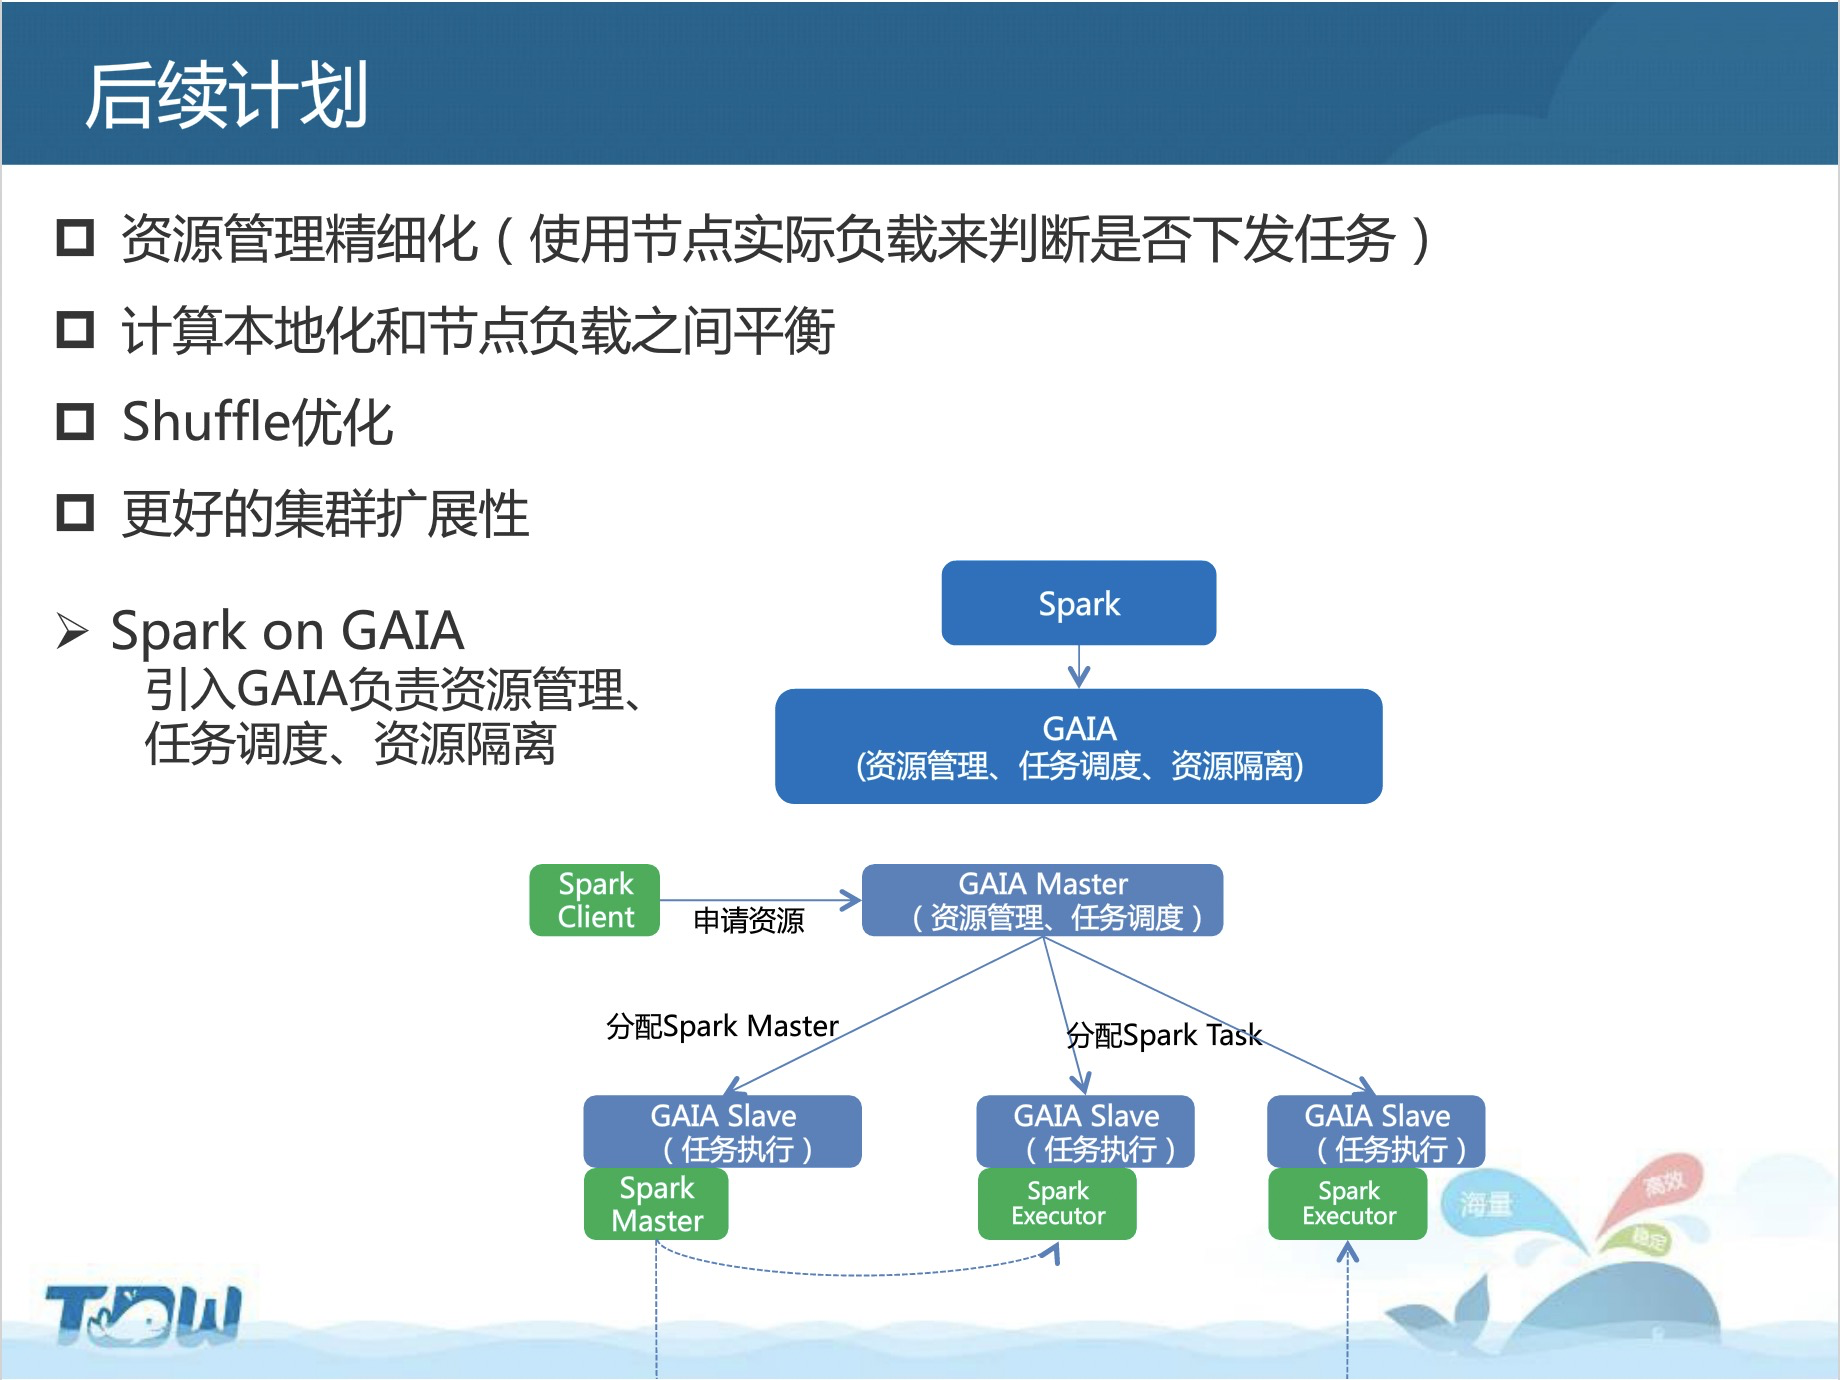 后续计划
资源管理精细化（使用节点实际负载来判断是否下发任务）
计算本地化和节点负载之间平衡
Shuffle优化
更好的集群扩展性
Spark on GAIA
引入GAIA负责资源管理、
任务调度、资源隔离
Spark
GAIA
(资源管理、任务调度、资源隔离)
Spark
Client
申请资源
GAIA Master
（资源管理、任务调度）
分配Spark Master
分配Spark Task
GAIA Slave
（任务执行）
Spark
Master
GAIA Slave
（任务执行）
Spark
Executor
GAIA Slave
（任务执行）
Spark
Executor
海量
高效
稳定
TDW